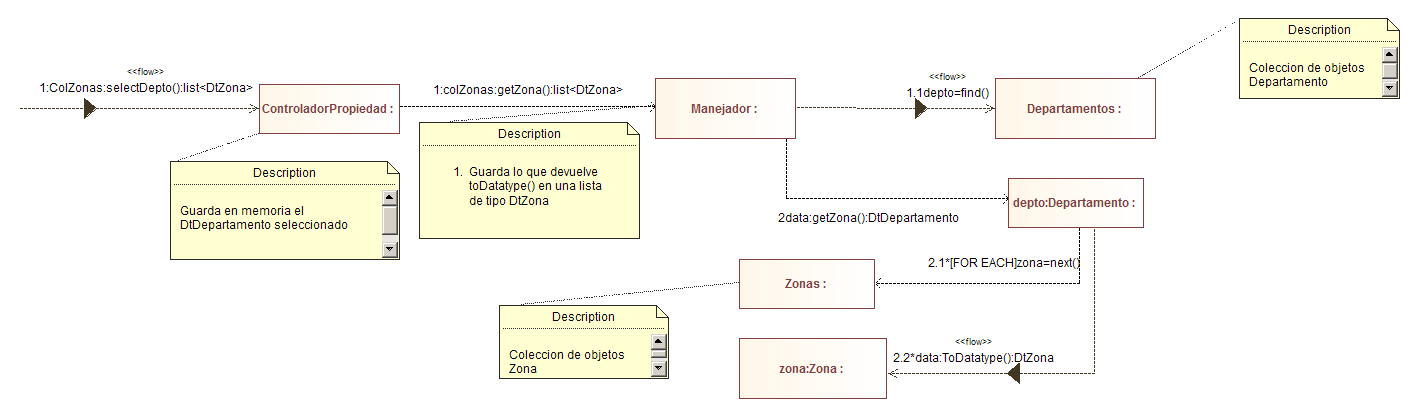 Description
Coleccion de objetos
Departamento
<<flow>>
1:ColZonas:selectDepto():list<DtZona>
ControladorPropiedad :
1:colZonas:getZona():list<DtZona>
Manejador :
<<flow>>
1.1depto=find()
Departamentos :
Description
1. Guarda lo que devuelve
toDatatype() en una lista
de tipo DtZona
Description
Guarda en memoria el
DtDepartamento seleccionado
depto:Departamento :
2data:getZona():DtDepartamento
2.1*[FOR EACH]zona=next()
Zonas :
Description
Coleccion de objetos
Zona
<<flow>>
2.2*data:ToDatatype():DtZona
zona:Zona :